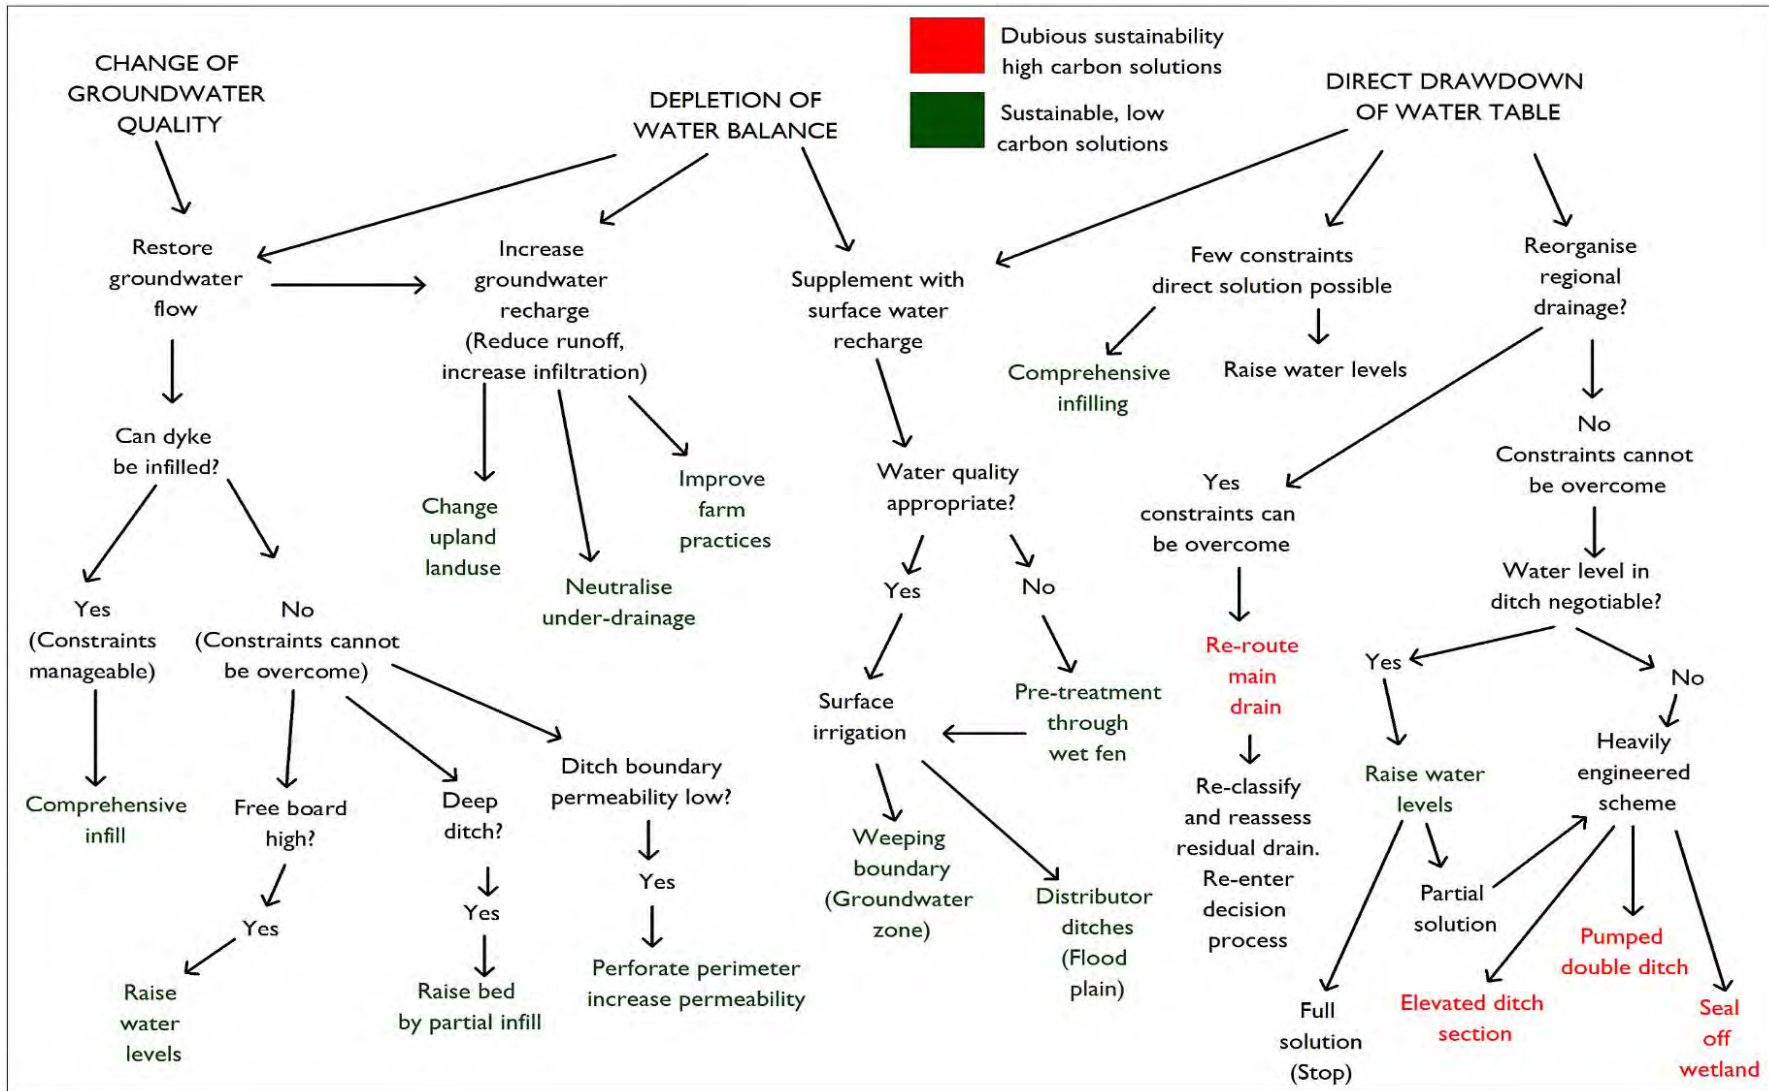 CHANGE OF
GROUNDWATER
QUALITY
DEPLETION OF
WATER BALANCE
Dubious sustainability
high carbon solutions
Sustainable, low
carbon solutions
DIRECT DRAWDOWN
OF WATER TABLE
Restore
groundwater
flow
Increase
groundwater
recharge
(Reduce runoff,
increase infiltration)
Supplement with
surface water
recharge
Few constraints
direct solution possible
Reorganise
regional
drainage?
Comprehensive
infilling
Raise water levels
Can dyke
be infilled?
Change
upland
landuse
Neutralise
under-drainage
Improve
farm
practices
Water quality
appropriate?
Yes
constraints can
be overcome
No
Constraints cannot
be overcome
Yes
(Constraints
manageable)
No
(Constraints cannot
be overcome)
Yes
No
Water level in
ditch negotiable?
Re-route
main
drain
Yes
No
Surface
irrigation
Pre-treatment
through
wet fen
Comprehensive
infill
Free board
high?
Deep
ditch?
Ditch boundary
permeability low?
Re-classify
and reassess
residual drain.
Re-enter
decision
process
Raise water
levels
Heavily
engineered
scheme
Yes
Yes
Yes
Weeping
boundary
(Groundwater
zone)
Distributor
ditches
(Flood
plain)
Partial
solution
Raise
water
levels
Raise bed
by partial infill
Perforate perimeter
increase permeability
Full
solution
(Stop)
Elevated ditch
section
Pumped
double ditch
Seal
off
wetland